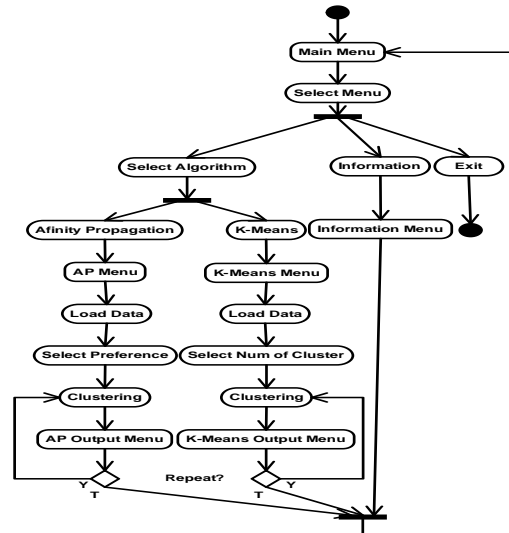 Main Menu
Select Menu
Select Algorithm
Information
Exit
Afinity Propagation
K-Means
Information Menu
AP Menu
K-Means Menu
Load Data
Load Data
Select Preference
Select Num of Cluster
Clustering
Clustering
AP Output Menu
K-Means Output Menu
Y
T
Repeat?
T
Y